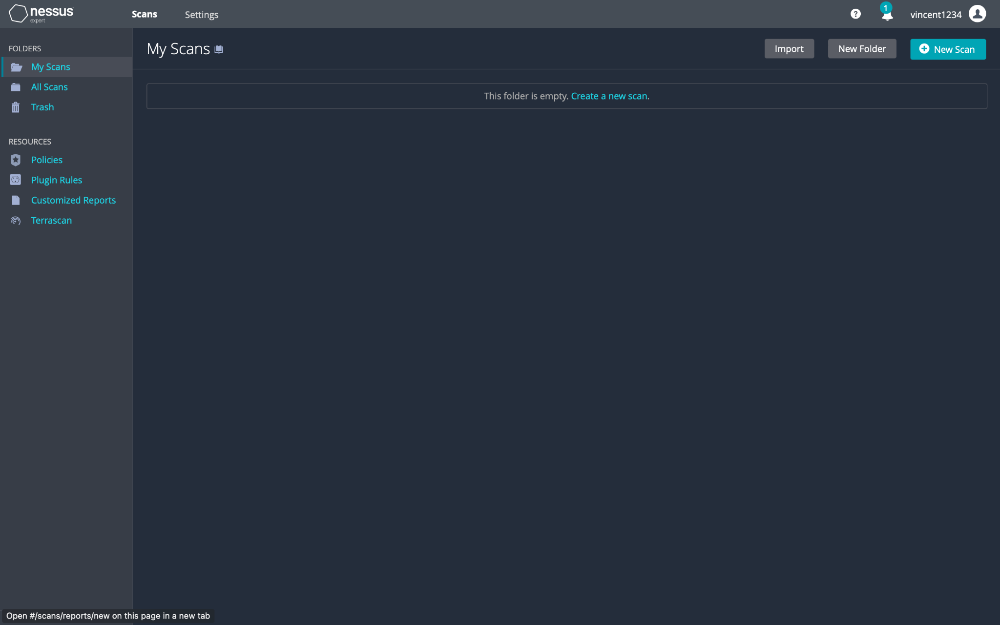 nessus
expert
Scans
Settings
?
1
vincent1234
FOLDERS
My Scans
All Scans
Trash
RESOURCES
Policies
Plugin Rules
Customized Reports
Terrascan
My Scans
Import
New Folder
New Scan
This folder is empty. Create a new scan.
Open #/scans/reports/new on this page in a new tab